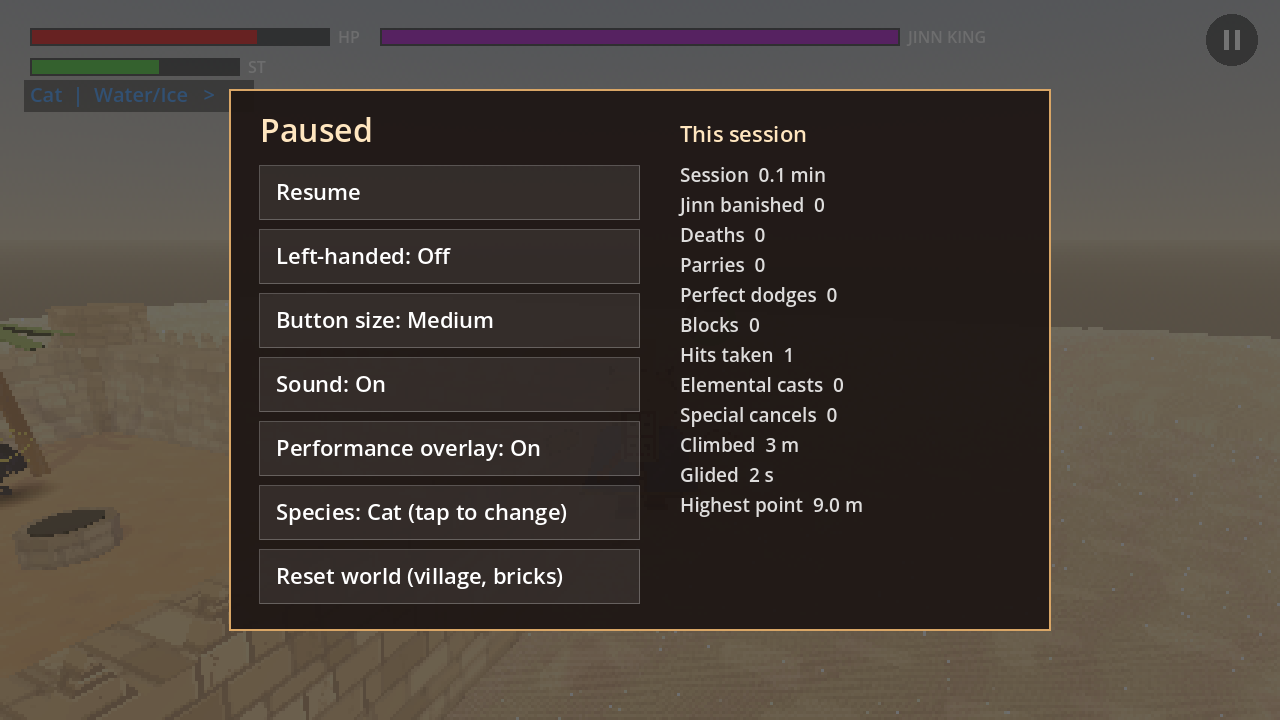 HP
JINN KING
ST
Cat | Water/Ice >
Paused
Resume
Left-handed: Off
Button size: Medium
Sound: On
Performance overlay: On
Species: Cat (tap to change)
Reset world (village, bricks)
This session
Session 0.1 min
Jinn banished 0
Deaths 0
Parries 0
Perfect dodges 0
Blocks 0
Hits taken 1
Elemental casts 0
Special cancels 0
Climbed 3 m
Glided 2 s
Highest point 9.0 m